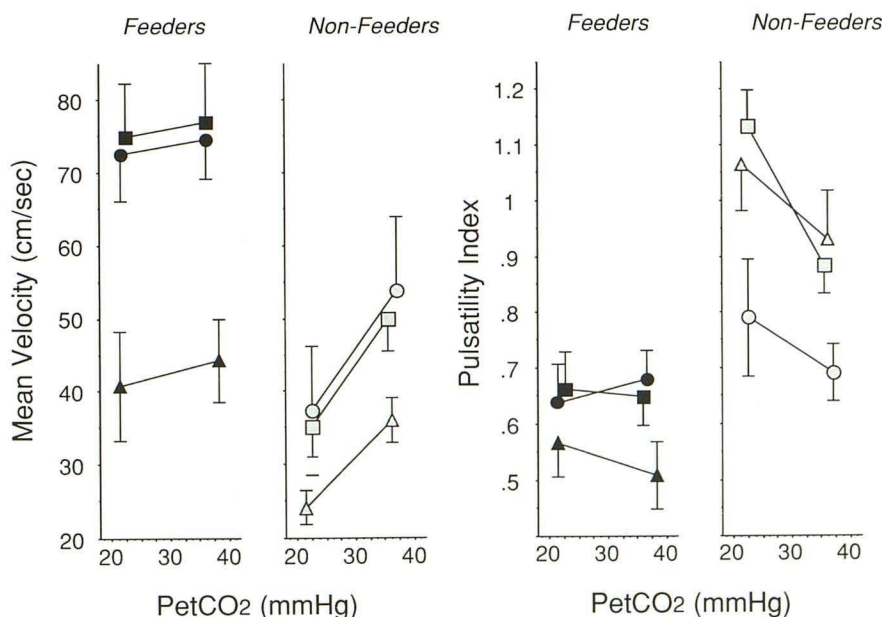 Feeders
Non-Feeders
Feeders
Non-Feeders
Mean Velocity (cm/sec)
80
70
60
50
40
30
20
20 30 40
20 30 40
PetCO2 (mmHg)
Pulsatility Index
1.2
1.1
1
.9
.8
.7
.6
.5
20 30 40
20 30 40
PetCO2 (mmHg)